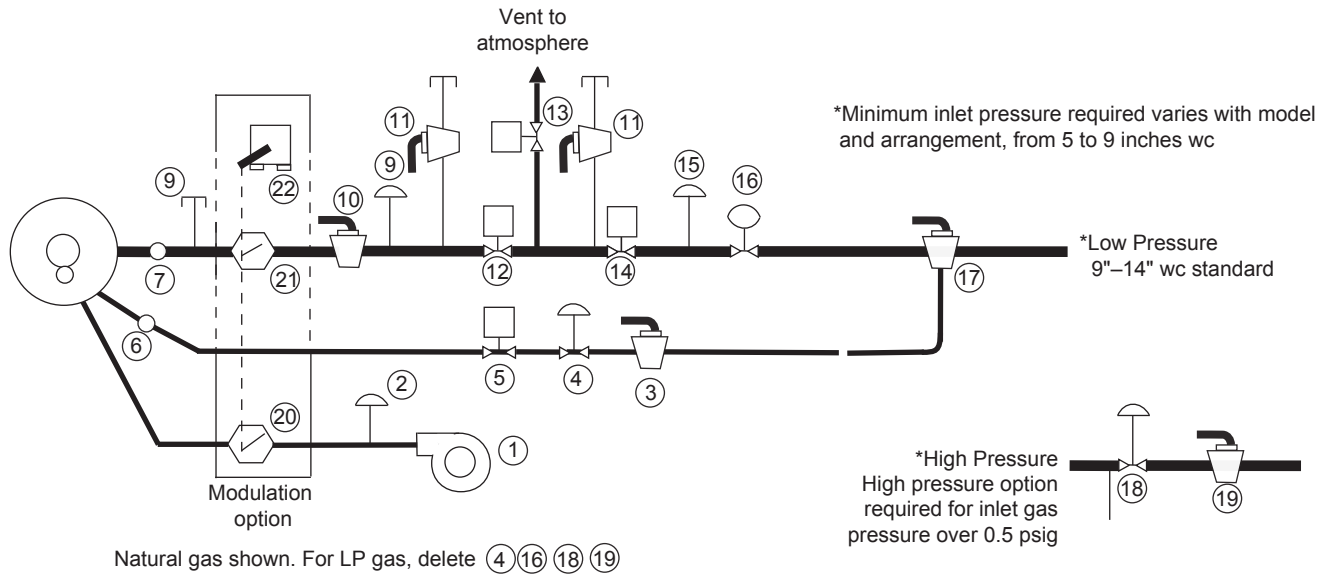 Vent to
atmosphere
*Minimum inlet pressure required varies with model
and arrangement, from 5 to 9 inches wc
11
13
11
9
15
16
9
22
10
*Low Pressure
9"–14" wc standard
7
21
12
14
17
6
5
4
3
2
20
1
Modulation
option
*High Pressure
High pressure option
required for inlet gas
pressure over 0.5 psig
18
19
Natural gas shown. For LP gas, delete 4 16 18 19